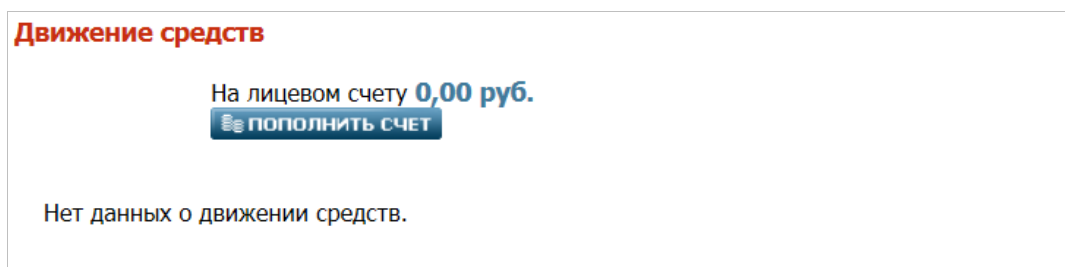 Движение средств
На лицевом счету 0,00 руб.
ПОПОЛНИТЬ СЧЕТ
Нет данных о движении средств.